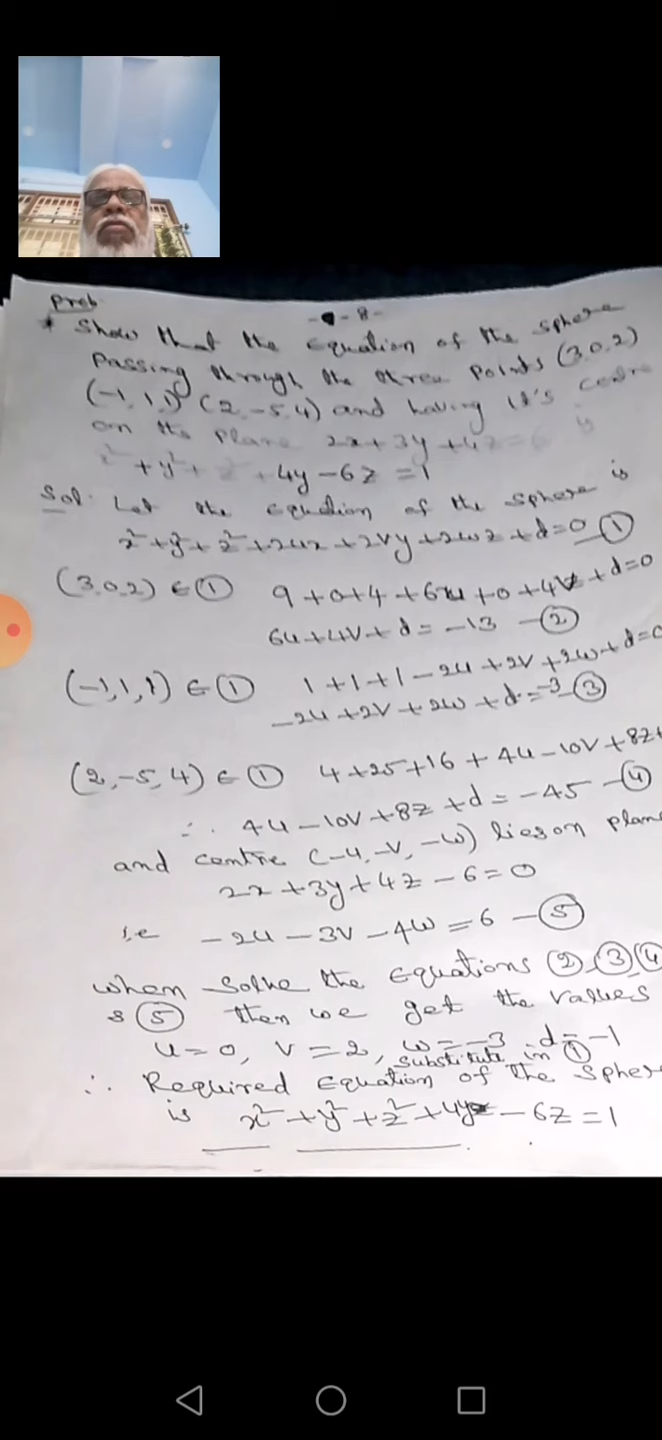 Prob
- 8 -
* Show that the equation of the sphere
Passing through the three points (3,0,2)
(-1,1,1) (2,-5,4) and having it's centre
on the plane 2x+3y+4z=6 is
x²+y²+z²+4y-6z=1
Sol. Let the equation of the sphere is
x²+y²+z²+2ux+2vy+2wz+d=0 - ①
(3,0,2) ∈ ① 9+0+4+6u+0+4v+d=0
6u+4v+d=-13 - ②
(-1,1,1) ∈ ① 1+1+1-2u+2v+2w+d=0
-2u+2v+2w+d=-3 - ③
(2,-5,4) ∈ ① 4+25+16+4u-10v+8z+
∴ 4u-10v+8z+d=-45 - ④
and centre (-u,-v,-w) lies on plane
2x+3y+4z-6=0
i.e -2u-3v-4w=6 - ⑤
when solve the equations ② ③ ④
& ⑤ then we get the values
u=0, v=2, w=-3 d=-1
substitute in ①
∴ Required equation of the sphere
is x²+y²+z²+4y-6z=1